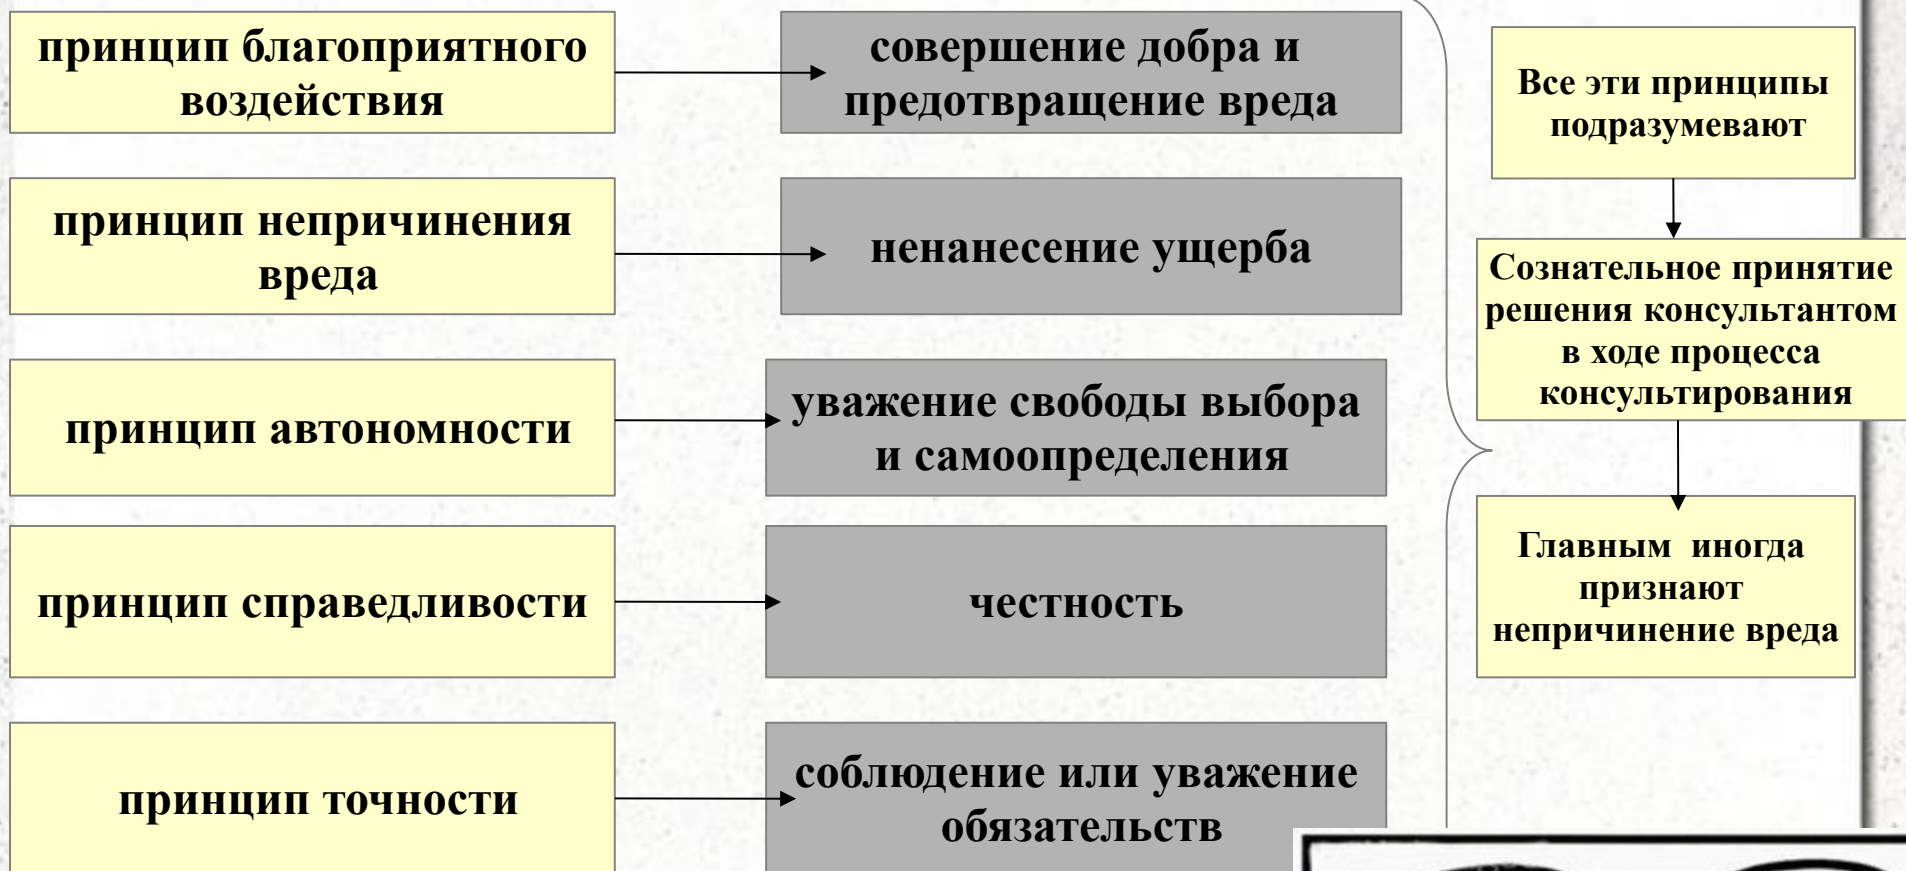 принцип благоприятного
воздействия
совершение добра и
предотвращение вреда
принцип непричинения
вреда
ненанесение ущерба
принцип автономности
уважение свободы выбора
и самоопределения
принцип справедливости
честность
принцип точности
соблюдение или уважение
обязательств
Все эти принципы
подразумевают
Сознательное принятие
решения консультантом
в ходе процесса
консультирования
Главным иногда
признают
непричинение вреда